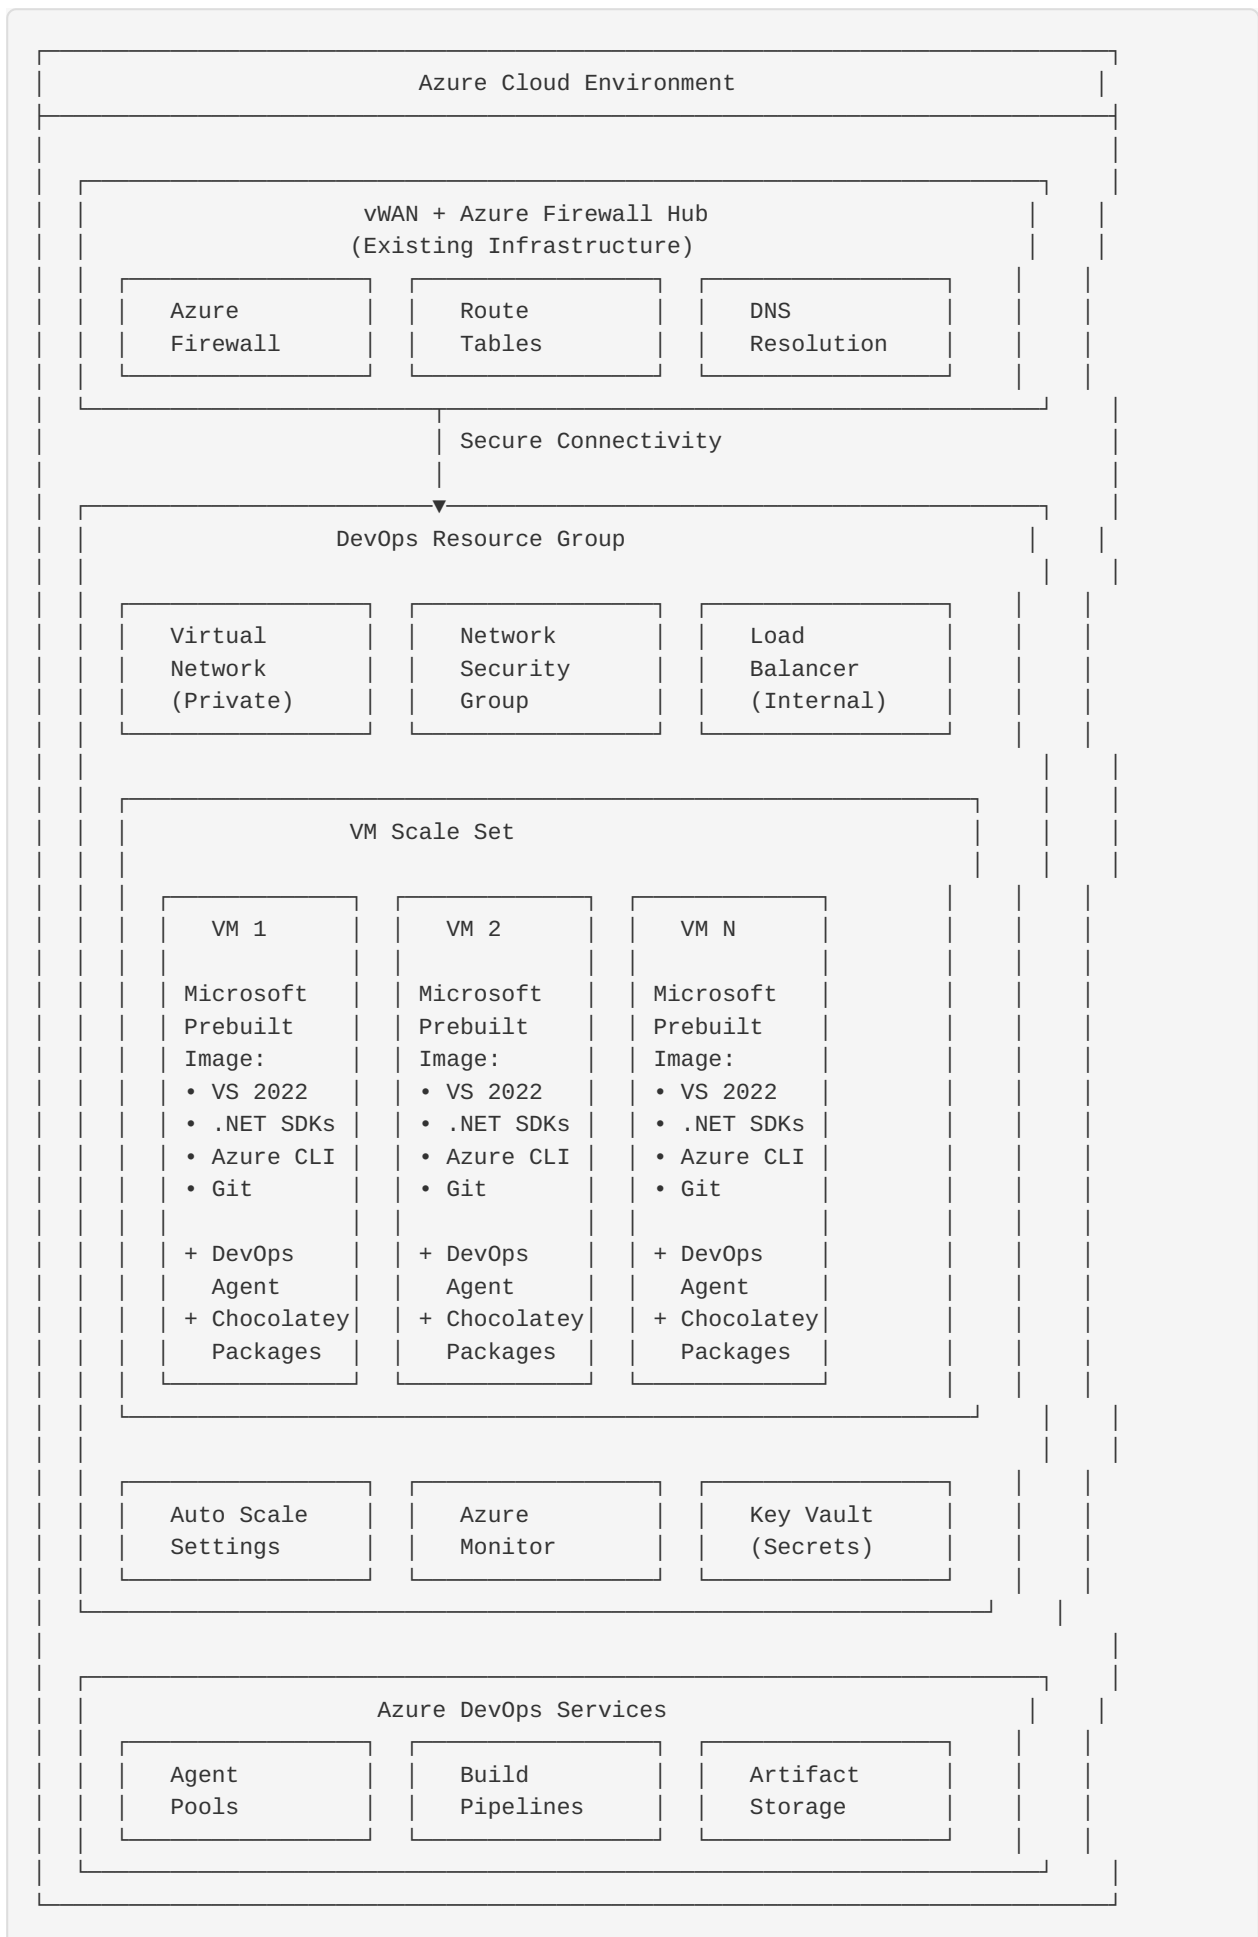 Azure Cloud Environment
vWAN + Azure Firewall Hub
(Existing Infrastructure)
Azure Route DNS
Firewall Tables Resolution
Secure Connectivity
DevOps Resource Group
Virtual Network Load
Network Security Balancer
(Private) Group (Internal)
VM Scale Set
VM 1 VM 2 VM N
Microsoft Microsoft Microsoft
Prebuilt Prebuilt Prebuilt
Image: Image: Image:
• VS 2022 • VS 2022 • VS 2022
• .NET SDKs • .NET SDKs • .NET SDKs
• Azure CLI • Azure CLI • Azure CLI
• Git • Git • Git
+ DevOps + DevOps + DevOps
Agent Agent Agent
+ Chocolatey + Chocolatey + Chocolatey
Packages Packages Packages
Auto Scale Azure Key Vault
Settings Monitor (Secrets)
Azure DevOps Services
Agent Build Artifact
Pools Pipelines Storage